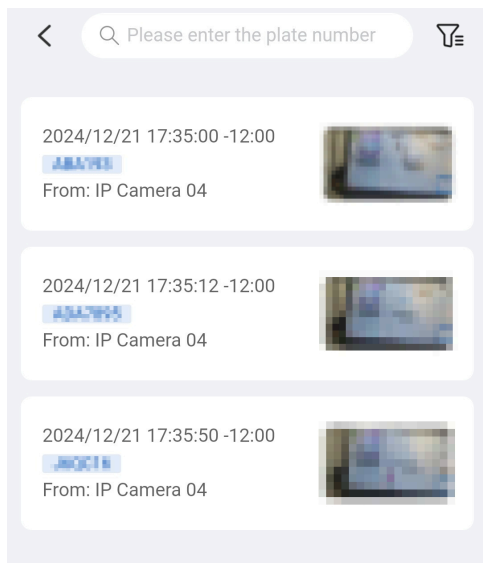 Please enter the plate number
2024/12/21 17:35:00 -12:00
From: IP Camera 04
2024/12/21 17:35:12 -12:00
From: IP Camera 04
2024/12/21 17:35:50 -12:00
From: IP Camera 04